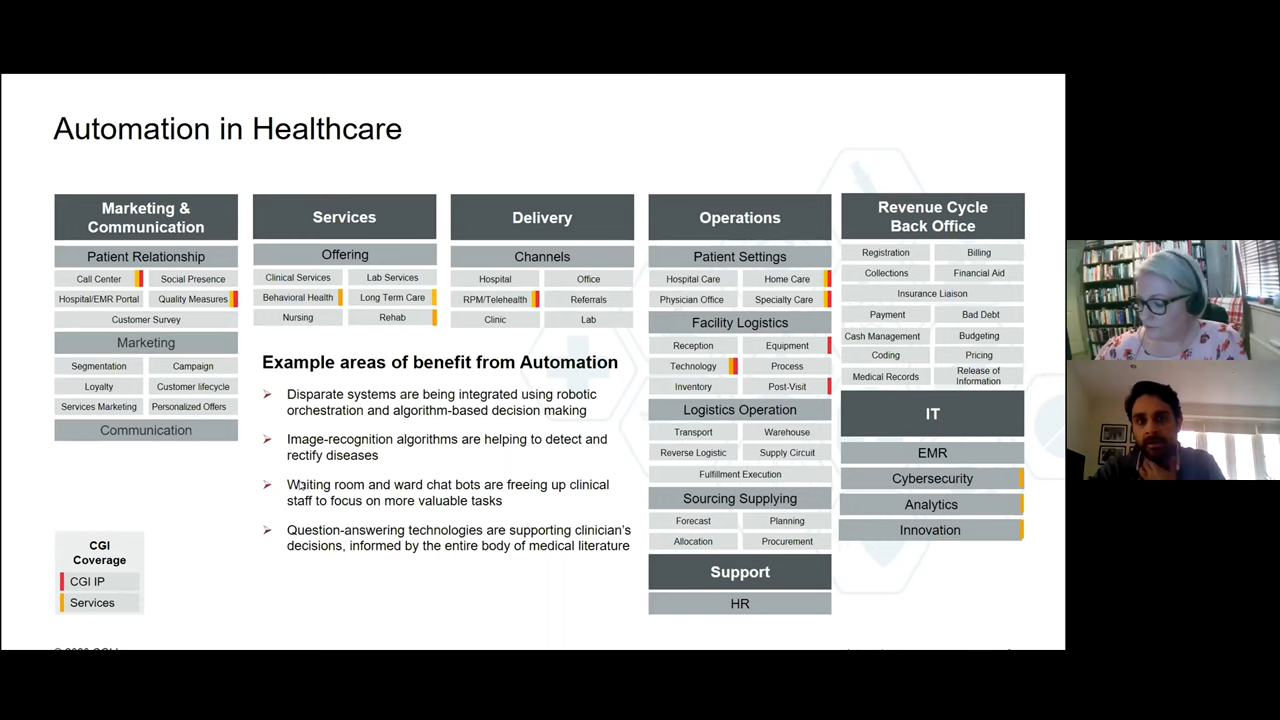 Automation in Healthcare
Marketing &
Communication
Patient Relationship
Call Center
Social Presence
Hospital/EMR Portal
Quality Measures
Customer Survey
Marketing
Segmentation
Campaign
Loyalty
Customer lifecycle
Services Marketing
Personalized Offers
Communication
CGI
Coverage
CGI IP
Services
Services
Offering
Clinical Services
Lab Services
Behavioral Health
Long Term Care
Nursing
Rehab
Delivery
Channels
Hospital
Office
RPM/Telehealth
Referrals
Clinic
Lab
Example areas of benefit from Automation
Disparate systems are being integrated using robotic
orchestration and algorithm-based decision making
Image-recognition algorithms are helping to detect and
rectify diseases
Waiting room and ward chat bots are freeing up clinical
staff to focus on more valuable tasks
Question-answering technologies are supporting clinician's
decisions, informed by the entire body of medical literature
Operations
Patient Settings
Hospital Care
Home Care
Physician Office
Specialty Care
Facility Logistics
Reception
Equipment
Technology
Process
Inventory
Post-Visit
Logistics Operation
Transport
Warehouse
Reverse Logistic
Supply Circuit
Fulfillment Execution
Sourcing Supplying
Forecast
Planning
Allocation
Procurement
Support
HR
Revenue Cycle
Back Office
Registration
Billing
Collections
Financial Aid
Insurance Liaison
Payment
Bad Debt
Cash Management
Budgeting
Coding
Pricing
Medical Records
Release of
Information
IT
EMR
Cybersecurity
Analytics
Innovation